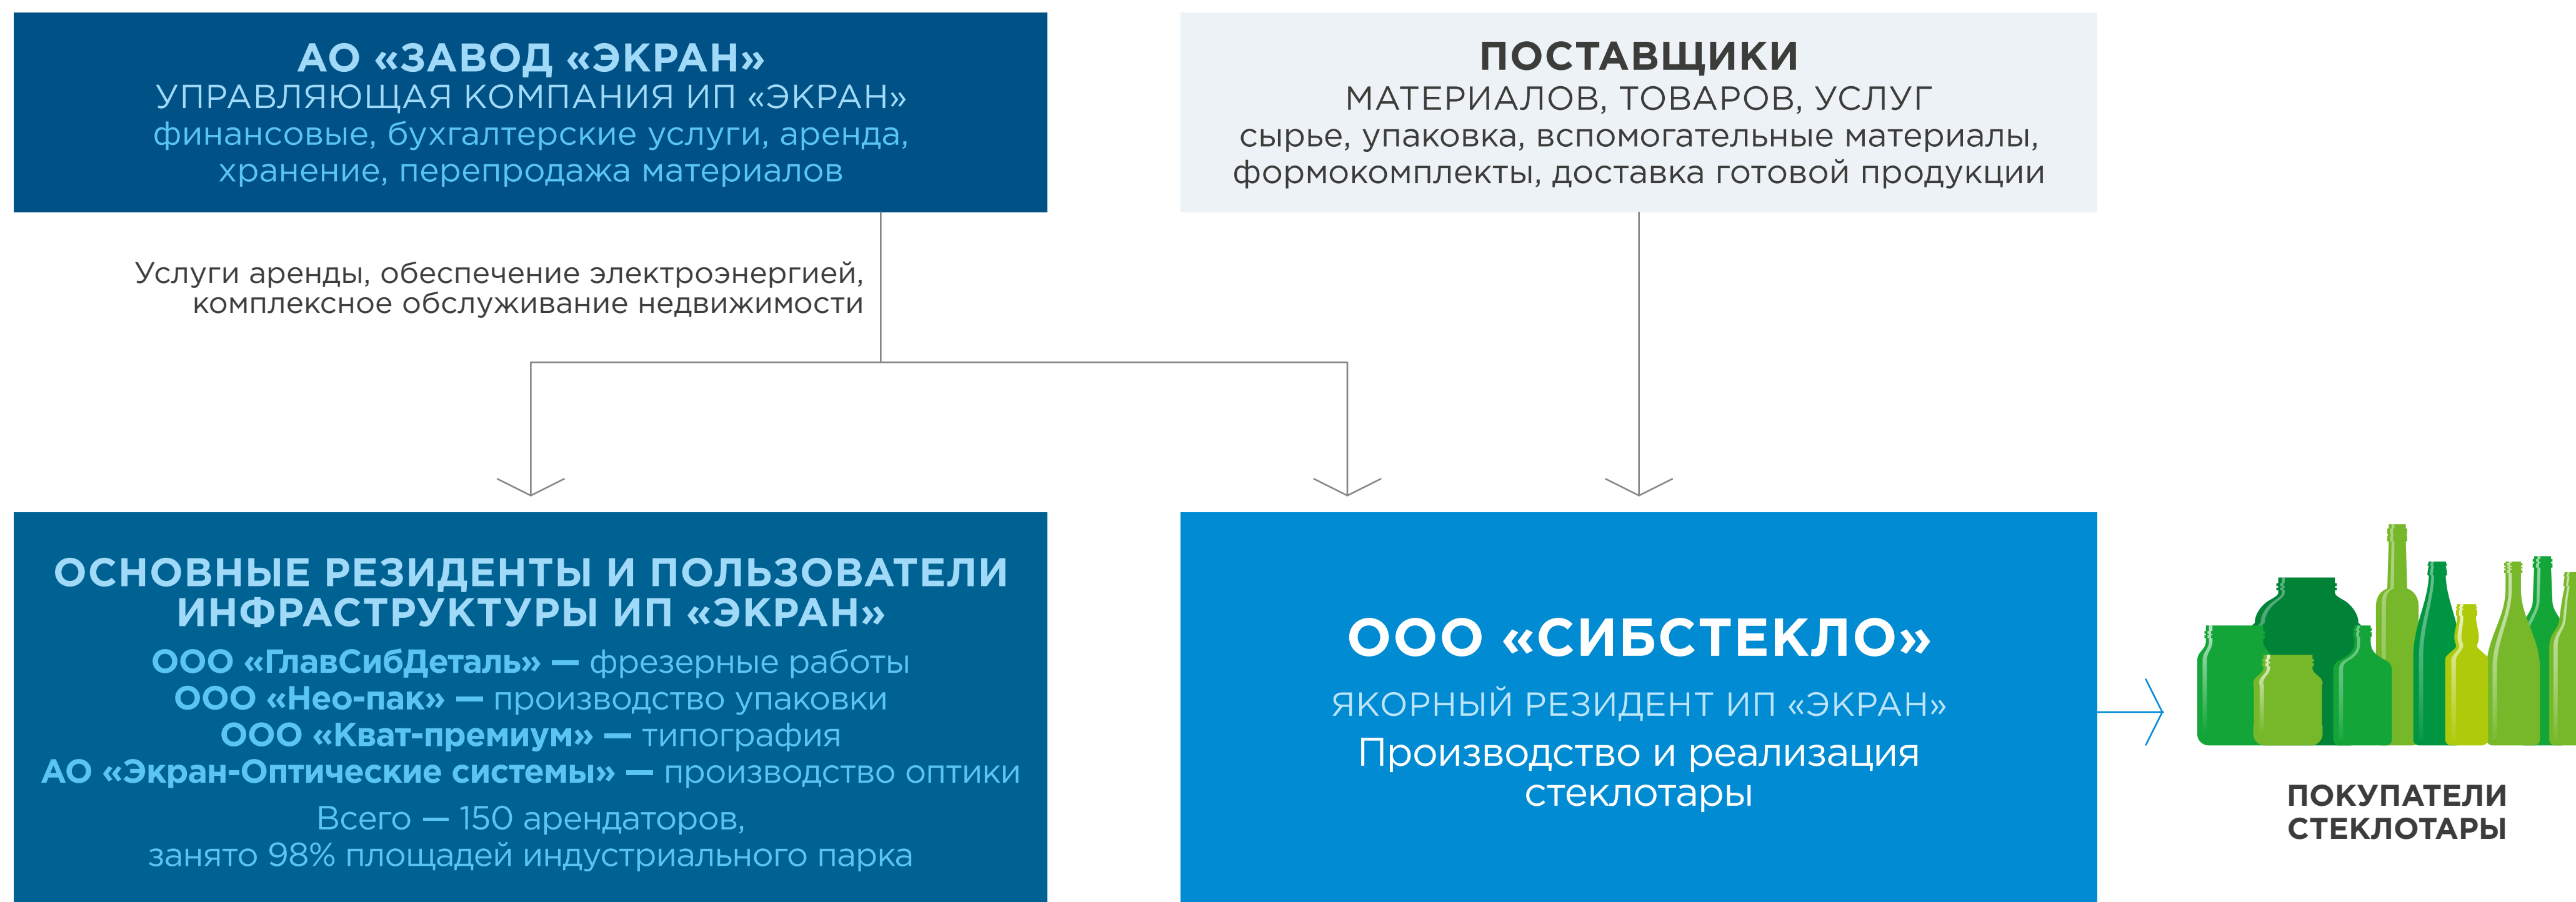 АО «ЗАВОД «ЭКРАН»
УПРАВЛЯЮЩАЯ КОМПАНИЯ ИП «ЭКРАН»
финансовые, бухгалтерские услуги, аренда,
хранение, перепродажа материалов
ПОСТАВЩИКИ
МАТЕРИАЛОВ, ТОВАРОВ, УСЛУГ
сырье, упаковка, вспомогательные материалы,
формокомплекты, доставка готовой продукции
Услуги аренды, обеспечение электроэнергией,
комплексное обслуживание недвижимости
ОСНОВНЫЕ РЕЗИДЕНТЫ И ПОЛЬЗОВАТЕЛИ
ИНФРАСТРУКТУРЫ ИП «ЭКРАН»
ООО «ГлавСибДеталь» — фрезерные работы
ООО «Нео-пак» — производство упаковки
ООО «Кват-премиум» — типография
АО «Экран-Оптические системы» — производство оптики
Всего — 150 арендаторов,
занято 98% площадей индустриального парка
ООО «СИБСТЕКЛО»
ЯКОРНЫЙ РЕЗИДЕНТ ИП «ЭКРАН»
Производство и реализация
стеклотары
ПОКУПАТЕЛИ
СТЕКЛОТАРЫ